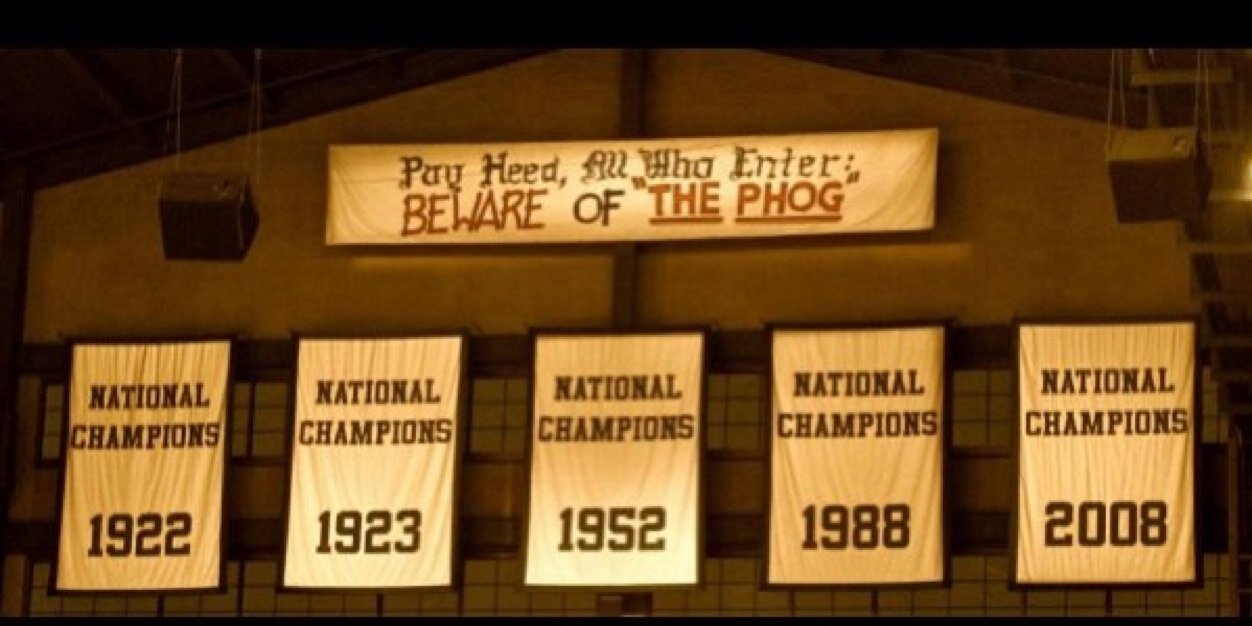 Pay Heed, All Who Enter:
BEWARE OF "THE PHOG"
NATIONAL
CHAMPIONS
1922
NATIONAL
CHAMPIONS
1923
NATIONAL
CHAMPIONS
1952
NATIONAL
CHAMPIONS
1988
NATIONAL
CHAMPIONS
2008